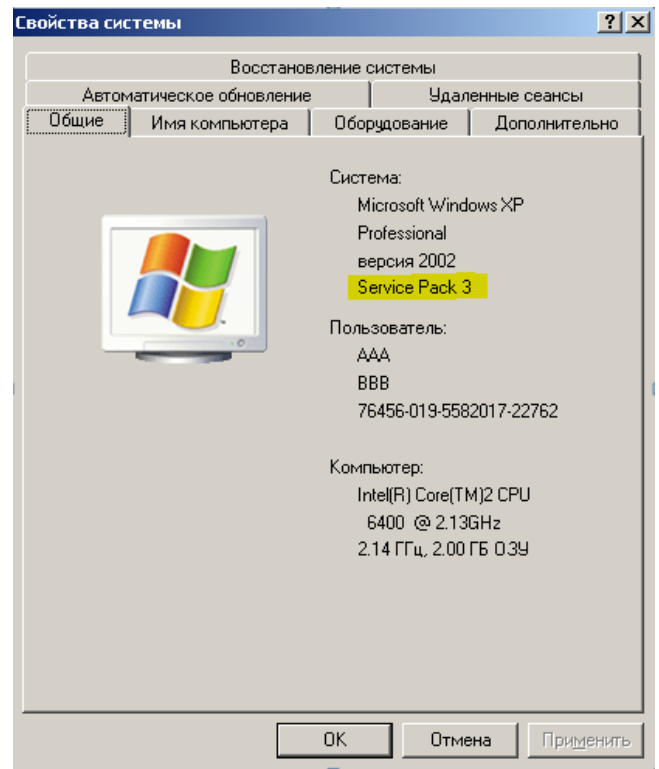 Свойства системы
Восстановление системы
Автоматическое обновление
Удаленные сеансы
Общие
Имя компьютера
Оборудование
Дополнительно
Система:
Microsoft Windows XP
Professional
версия 2002
Service Pack 3
Пользователь:
AAA
BBB
76456-019-5582017-22762
Компьютер:
Intel(R) Core(TM)2 CPU
6400 @ 2.13GHz
2.14 ГГц, 2.00 ГБ ОЗУ
OK
Отмена
Применить